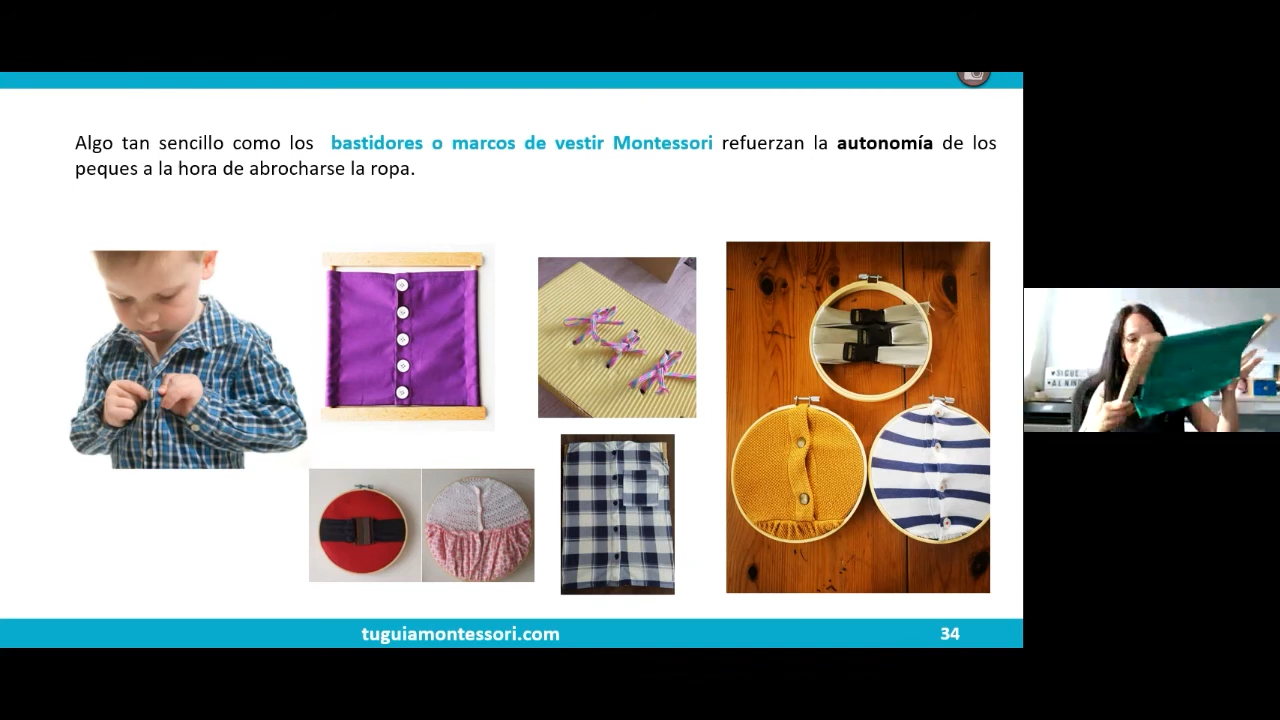 Algo tan sencillo como los bastidores o marcos de vestir Montessori refuerzan la autonomía de los
peques a la hora de abrocharse la ropa.
tuguiamontessori.com
34